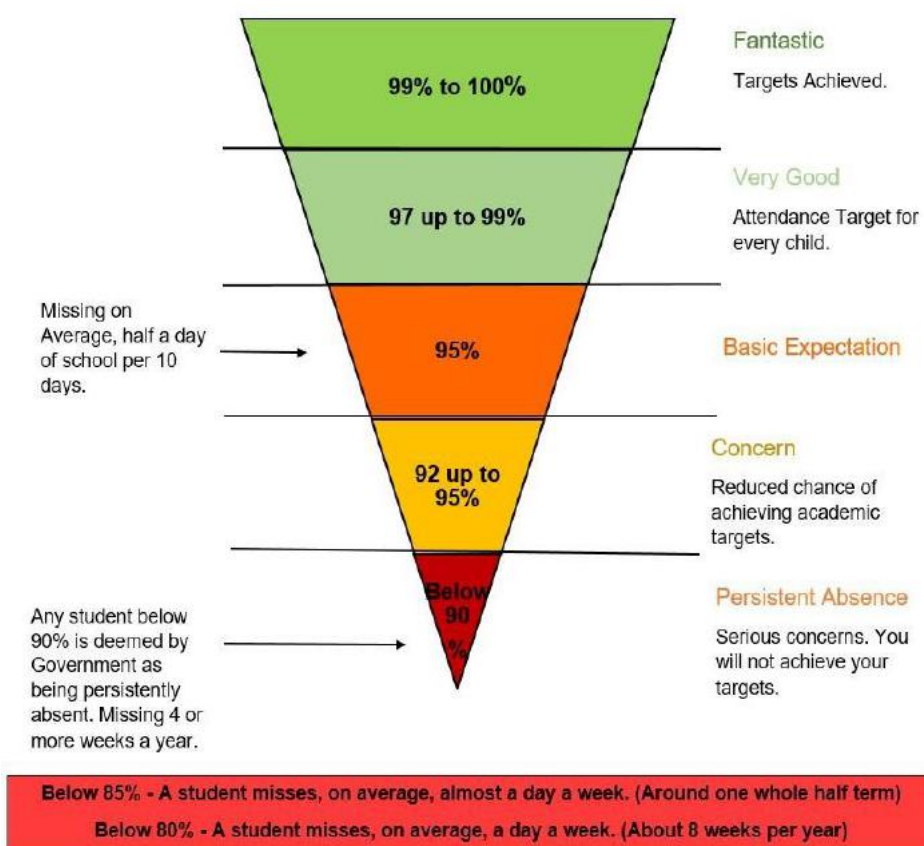 99% to 100%
Fantastic
Targets Achieved.
97 up to 99%
Very Good
Attendance Target for
every child.
Missing on
Average, half a day
of school per 10
days.
95%
Basic Expectation
92 up to
95%
Concern
Reduced chance of
achieving academic
targets.
Any student below
90% is deemed by
Government as
being persistently
absent. Missing 4 or
more weeks a year.
Below
90
%
Persistent Absence
Serious concerns. You
will not achieve your
targets.
Below 85% - A student misses, on average, almost a day a week. (Around one whole half term)
Below 80% - A student misses, on average, a day a week. (About 8 weeks per year)